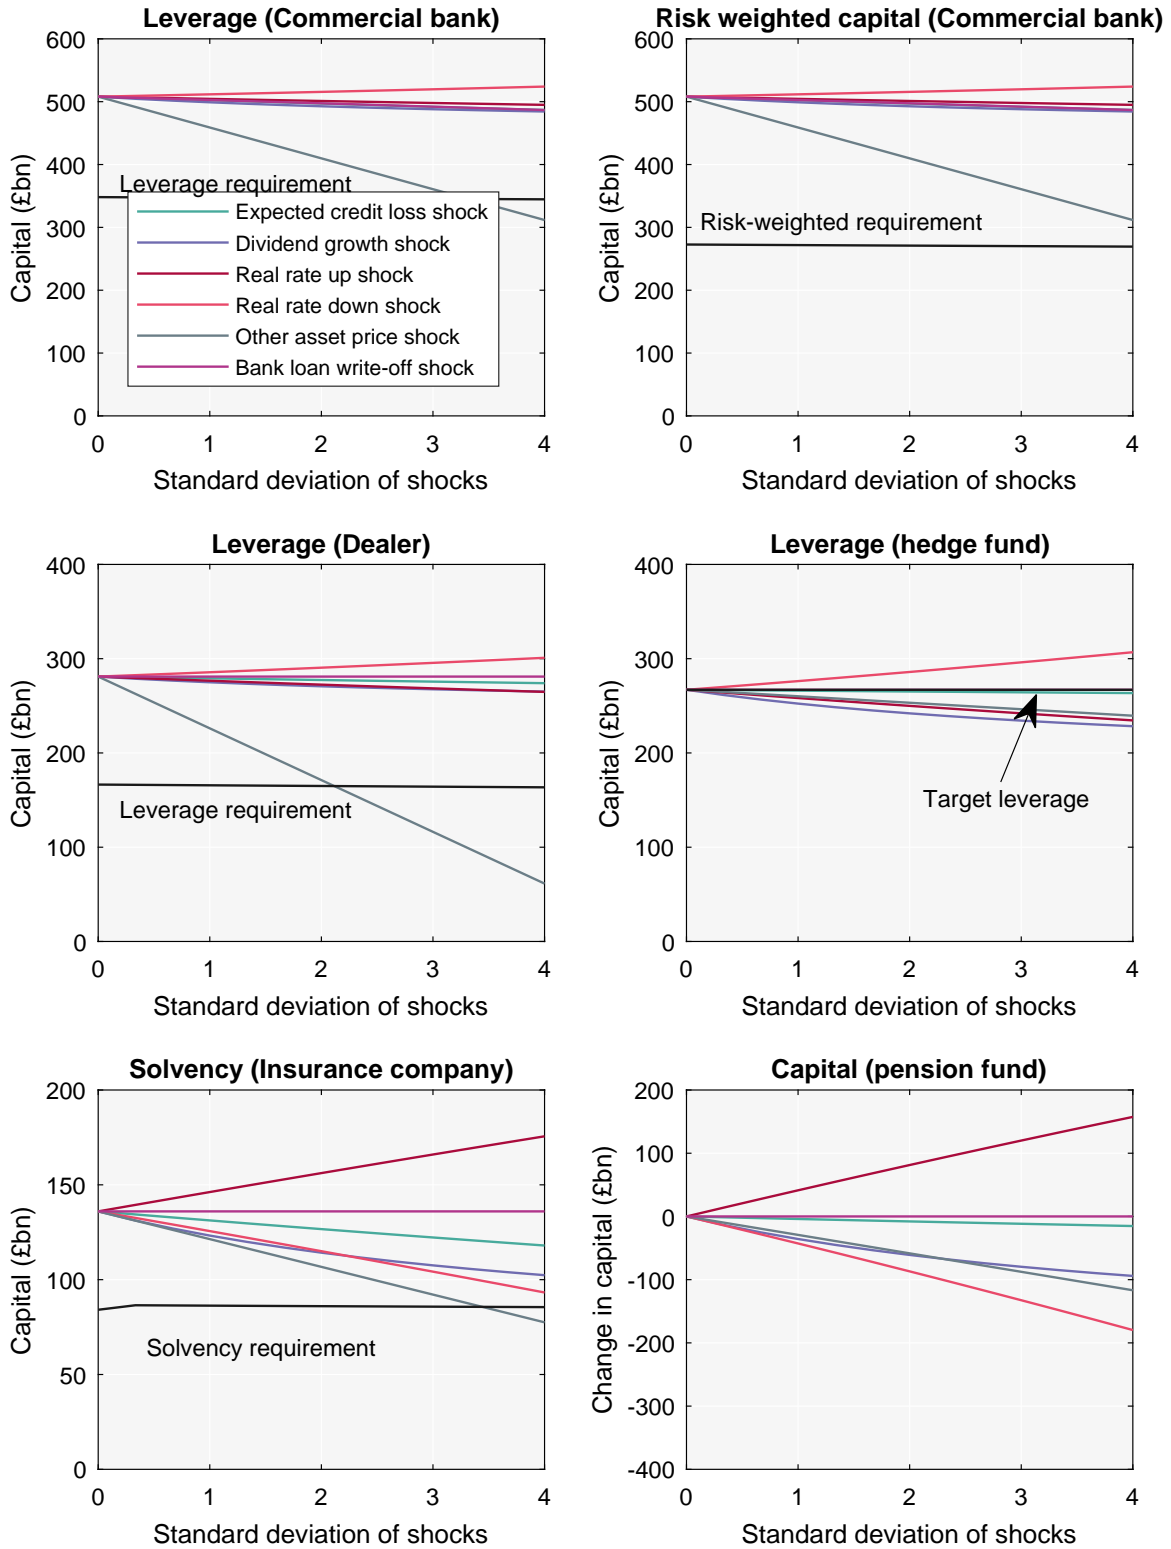 Leverage (Commercial bank)
600
500
400
300
200
100
0
Capital (£bn)
Leverage requirement
Expected credit loss shock
Dividend growth shock
Real rate up shock
Real rate down shock
Other asset price shock
Bank loan write-off shock
0 1 2 3 4
Standard deviation of shocks
Risk weighted capital (Commercial bank)
600
500
400
300
200
100
0
Capital (£bn)
Risk-weighted requirement
0 1 2 3 4
Standard deviation of shocks
Leverage (Dealer)
400
300
200
100
0
Capital (£bn)
Leverage requirement
0 1 2 3 4
Standard deviation of shocks
Leverage (hedge fund)
400
300
200
100
0
Capital (£bn)
Target leverage
0 1 2 3 4
Standard deviation of shocks
Solvency (Insurance company)
200
150
100
50
0
Capital (£bn)
Solvency requirement
0 1 2 3 4
Standard deviation of shocks
Capital (pension fund)
200
100
0
-100
-200
-300
-400
Change in capital (£bn)
0 1 2 3 4
Standard deviation of shocks